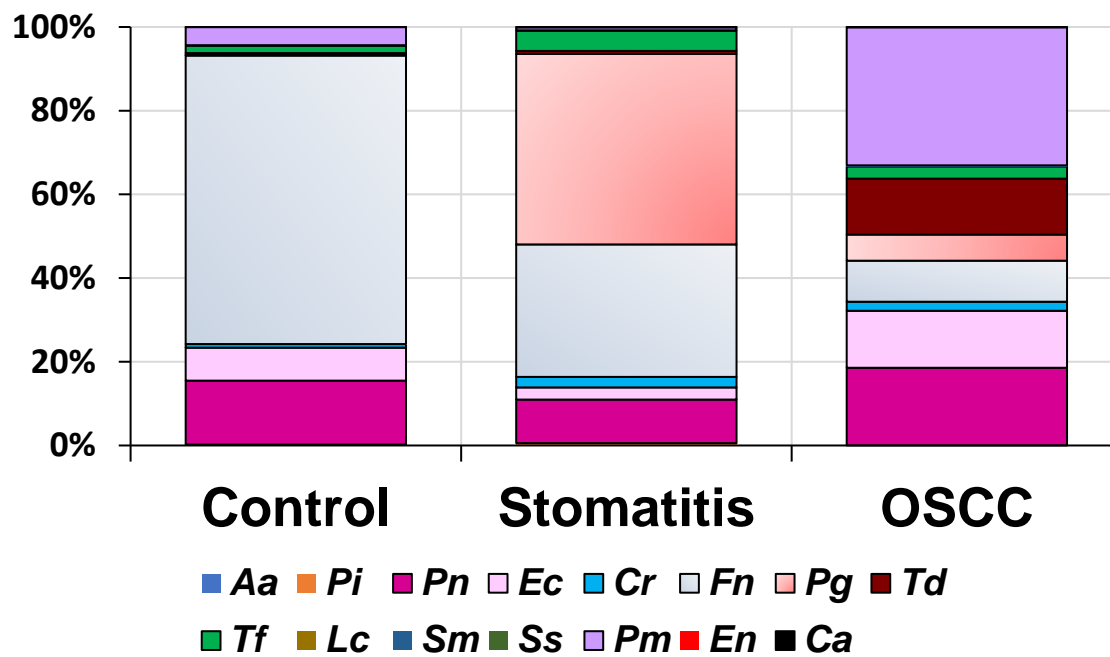 100%
80%
60%
40%
20%
0%
Control Stomatitis OSCC
Aa Pi Pn Ec Cr Fn Pg Td
Tf Lc Sm Ss Pm En Ca